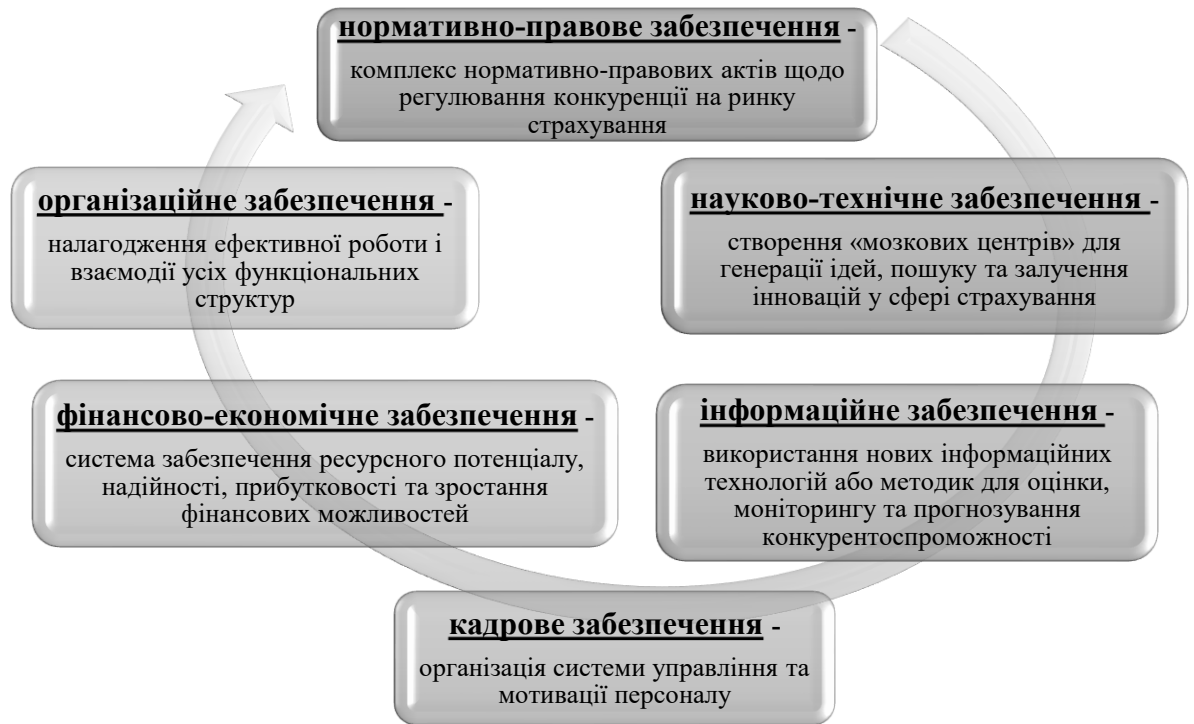 нормативно-правове забезпечення -
комплекс нормативно-правових актів щодо
регулювання конкуренції на ринку
страхування
науково-технічне забезпечення -
створення «мозкових центрів» для
генерації ідей, пошуку та залучення
інновацій у сфері страхування
інформаційне забезпечення -
використання нових інформаційних
технологій або методик для оцінки,
моніторингу та прогнозування
конкурентоспроможності
кадрове забезпечення -
організація системи управління та
мотивації персоналу
фінансово-економічне забезпечення -
система забезпечення ресурсного потенціалу,
надійності, прибутковості та зростання
фінансових можливостей
організаційне забезпечення -
налагодження ефективної роботи і
взаємодії усіх функціональних
структур